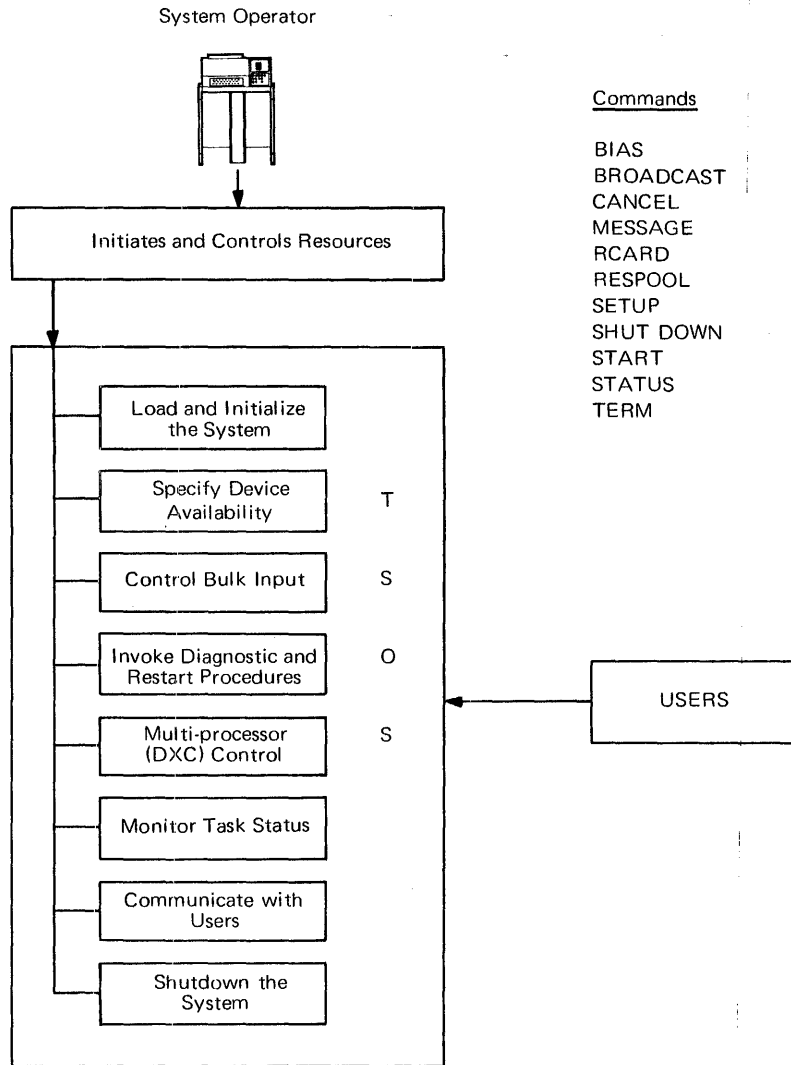 System Operator
Initiates and Controls Resources
Load and Initialize
the System
Specify Device
Availability
Control Bulk Input
Invoke Diagnostic and
Restart Procedures
Multi-processor
(DXC) Control
Monitor Task Status
Communicate with
Users
Shutdown the
System
T
S
O
S
USERS
Commands
BIAS
BROADCAST
CANCEL
MESSAGE
RCARD
RESPOOL
SETUP
SHUT DOWN
START
STATUS
TERM